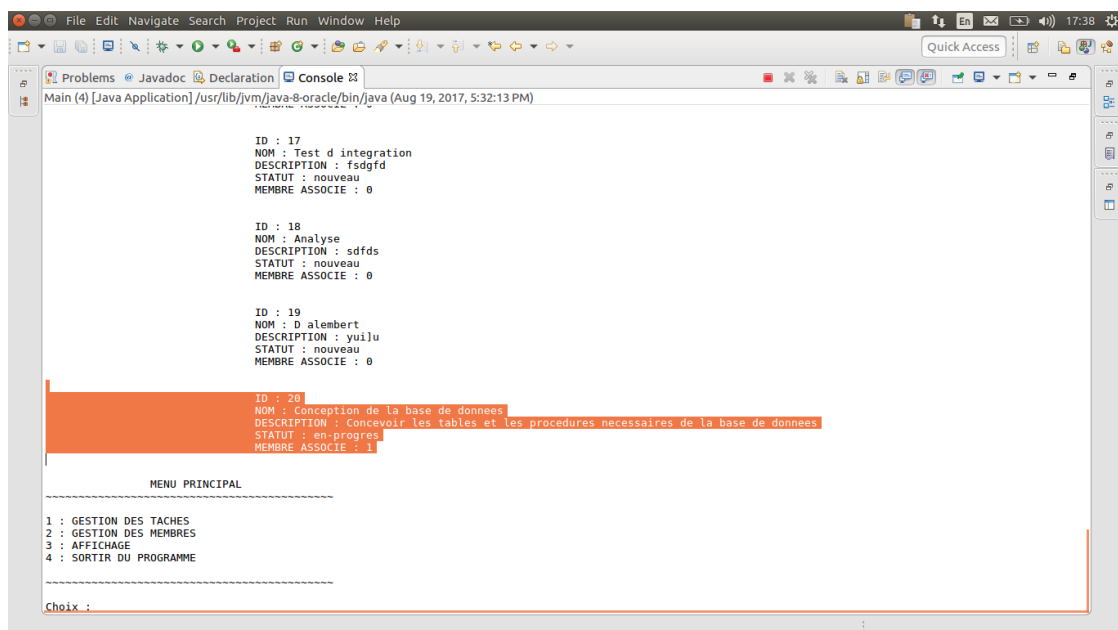 File Edit Navigate Search Project Run Window Help
En 17:38
Quick Access
Problems @ Javadoc Declaration Console
Main (4) [Java Application] /usr/lib/jvm/java-8-oracle/bin/java (Aug 19, 2017, 5:32:13 PM)
MEMBRE ASSOCIE : 0
ID : 17
NOM : Test d integration
DESCRIPTION : fsdgfd
STATUT : nouveau
MEMBRE ASSOCIE : 0
ID : 18
NOM : Analyse
DESCRIPTION : sdfds
STATUT : nouveau
MEMBRE ASSOCIE : 0
ID : 19
NOM : D alembert
DESCRIPTION : yui]u
STATUT : nouveau
MEMBRE ASSOCIE : 0
ID : 20
NOM : Conception de la base de donnees
DESCRIPTION : Concevoir les tables et les procedures necessaires de la base de donnees
STATUT : en-progres
MEMBRE ASSOCIE : 1
MENU PRINCIPAL
~~~~~~~~~~~~~~~~~~~~~~~~~~~~~~~~~~~~~~~~~~~~
1 : GESTION DES TACHES
2 : GESTION DES MEMBRES
3 : AFFICHAGE
4 : SORTIR DU PROGRAMME
~~~~~~~~~~~~~~~~~~~~~~~~~~~~~~~~~~~~~~~~~~~~
Choix :